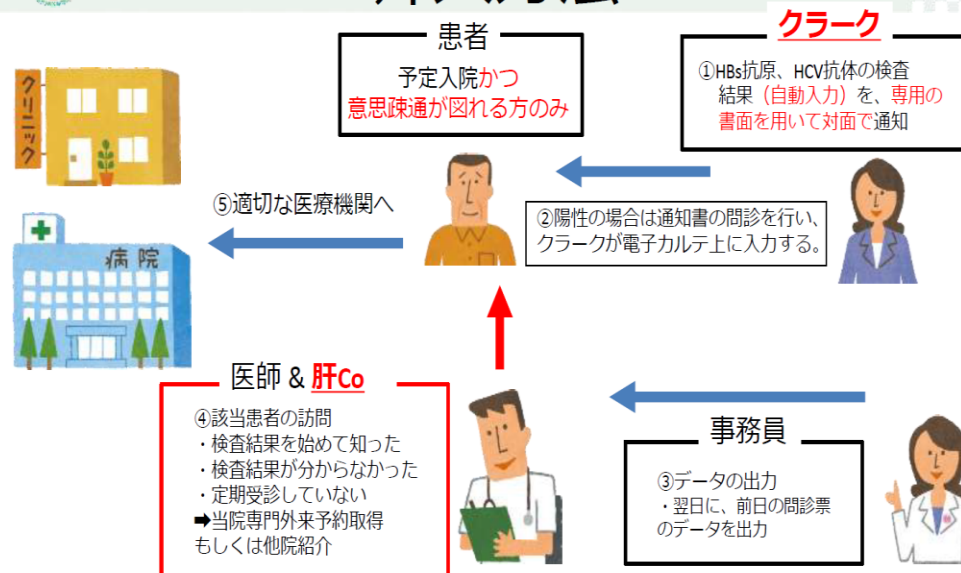 クラーク
患者
予定入院かつ
意思疎通が図れる方のみ
①HBs抗原、HCV抗体の検査
結果（自動入力）を、専用の
書面を用いて対面で通知
クリニック
⑤適切な医療機関へ
②陽性の場合は通知書の問診を行い、
クラークが電子カルテ上に入力する。
病院
医師 & 肝Co
④該当患者の訪問
・検査結果を始めて知った
・検査結果が分からなかった
・定期受診していない
➡当院専門外来予約取得
もしくは他院紹介
事務員
③データの出力
・翌日に、前日の問診票
のデータを出力